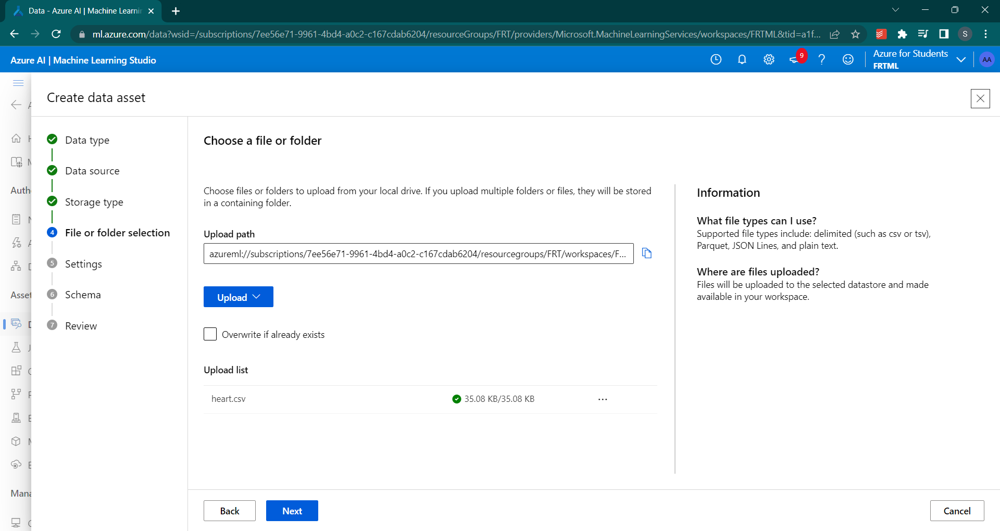 Data - Azure AI | Machine Learnin
ml.azure.com/data?wsid=/subscriptions/7ee56e71-9961-4bd4-a0c2-c167cdab6204/resourceGroups/FRT/providers/Microsoft.MachineLearningServices/workspaces/FRTML&tid=a1f...
S
Azure AI | Machine Learning Studio
9
Azure for Students
FRTML
AA
Create data asset
Data type
Data source
Storage type
4 File or folder selection
5 Settings
6 Schema
7 Review
Auth
Asset
Mana
Choose a file or folder
Choose files or folders to upload from your local drive. If you upload multiple folders or files, they will be stored
in a containing folder.
Upload path
azureml://subscriptions/7ee56e71-9961-4bd4-a0c2-c167cdab6204/resourcegroups/FRT/workspaces/F...
Upload
Overwrite if already exists
Upload list
heart.csv 35.08 KB/35.08 KB
Information
What file types can I use?
Supported file types include: delimited (such as csv or tsv),
Parquet, JSON Lines, and plain text.
Where are files uploaded?
Files will be uploaded to the selected datastore and made
available in your workspace.
Back
Next
Cancel